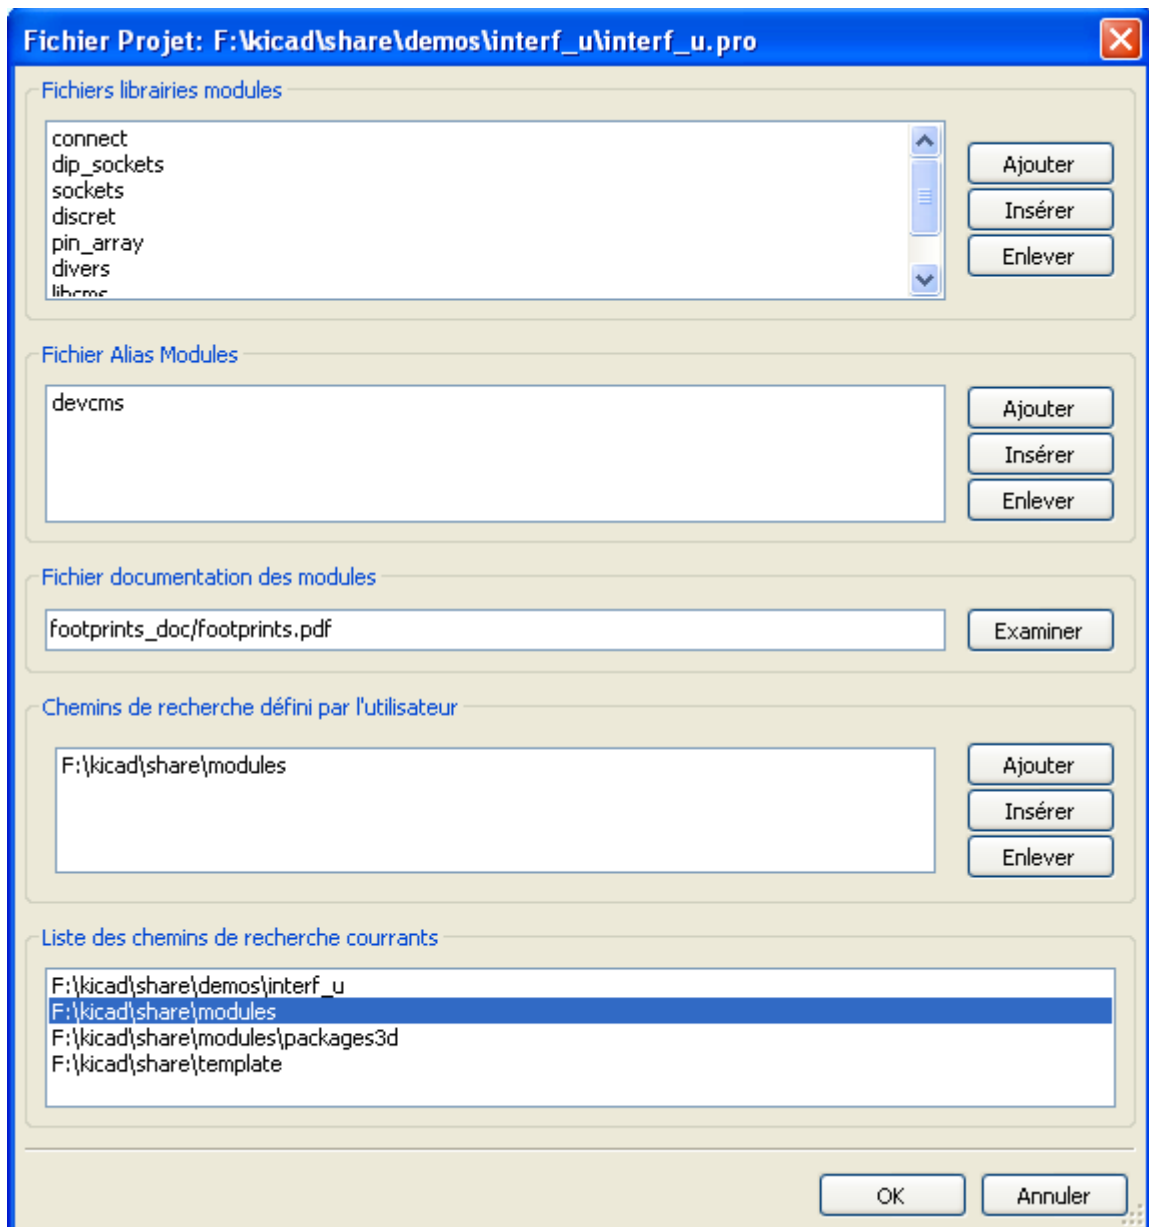 Fichier Projet: F:\kicad\share\demos\interf_u\interf_u.pro
Fichiers librairies modules
connect
dip_sockets
sockets
discret
pin_array
divers
libcms
Ajouter
Insérer
Enlever
Fichier Alias Modules
devcms
Ajouter
Insérer
Enlever
Fichier documentation des modules
footprints_doc/footprints.pdf
Examiner
Chemins de recherche défini par l'utilisateur
F:\kicad\share\modules
Ajouter
Insérer
Enlever
Liste des chemins de recherche courrants
F:\kicad\share\demos\interf_u
F:\kicad\share\modules
F:\kicad\share\modules\packages3d
F:\kicad\share\template
OK
Annuler